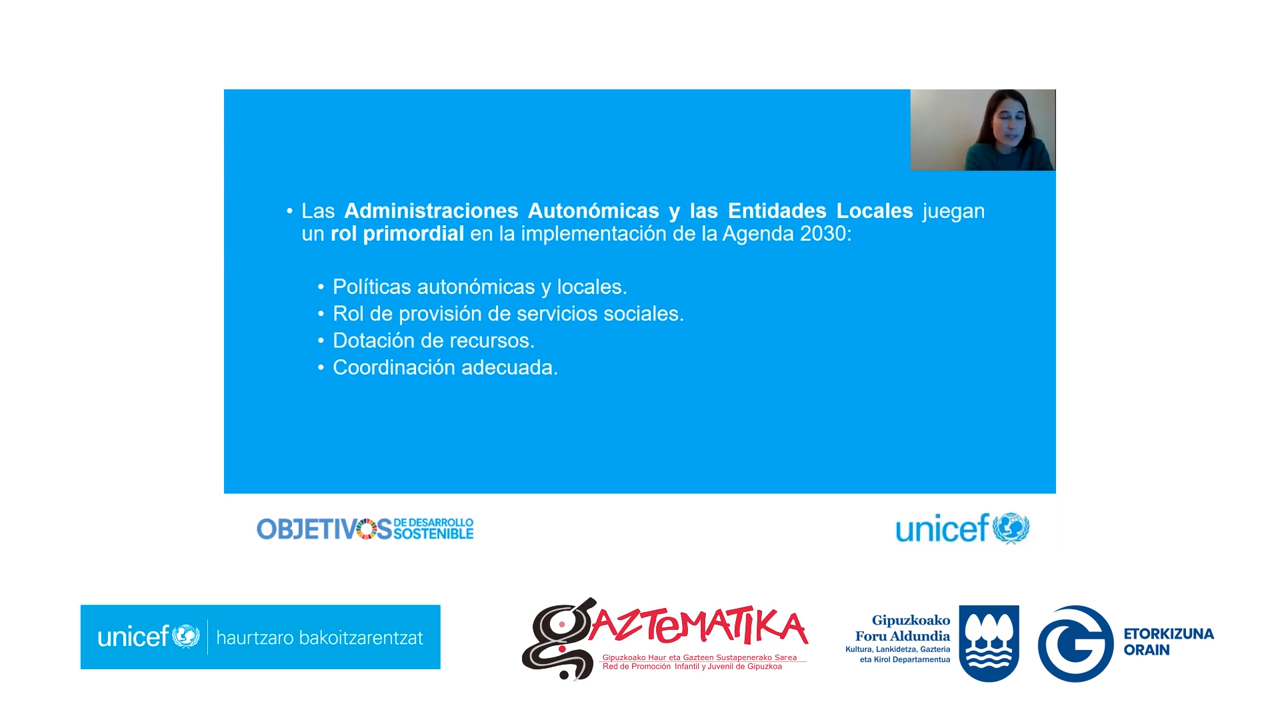 • Las Administraciones Autonómicas y las Entidades Locales juegan
un rol primordial en la implementación de la Agenda 2030:
• Políticas autonómicas y locales.
• Rol de provisión de servicios sociales.
• Dotación de recursos.
• Coordinación adecuada.
OBJETIVOS DE DESARROLLO
SOSTENIBLE
unicef
unicef haurtzaro bakoitzarentzat
GAZTEMATIKA
Gipuzkoako Haur eta Gazteen Sustapenerako Sarea
Red de Promoción Infantil y Juvenil de Gipuzkoa
Gipuzkoako
Foru Aldundia
Kultura, Lankidetza, Gazteria
eta Kirol Departamentua
ETORKIZUNA
ORAIN